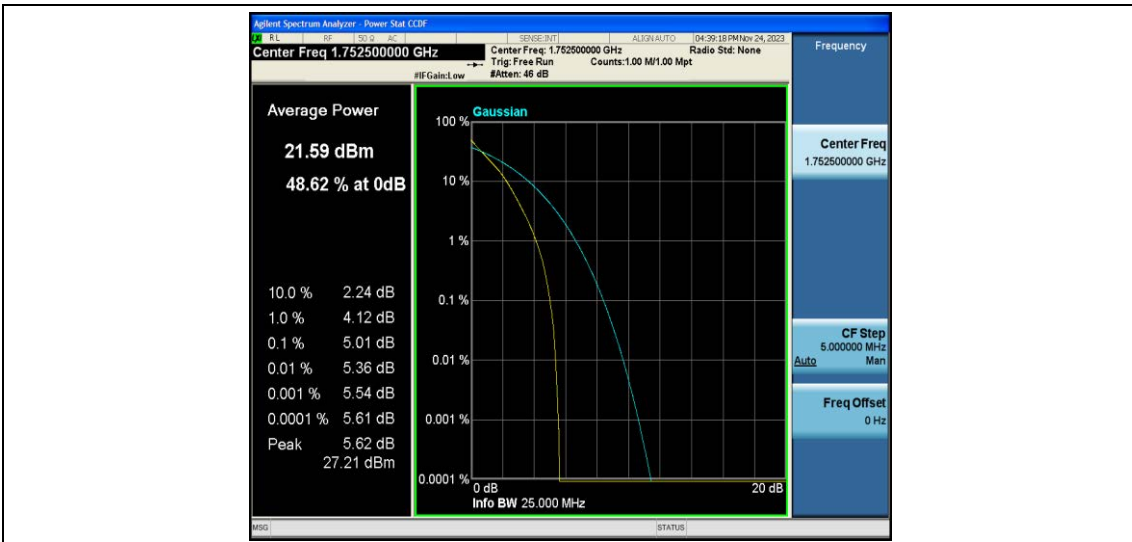 Agilent Spectrum Analyzer - Power Stat CCDF
RL RF 50 Ω AC SENSE:INT ALIGN AUTO 04:39:18 PM Nov 24, 2023
Center Freq 1.752500000 GHz
Center Freq: 1.752500000 GHz Radio Std: None
Trig: Free Run Counts:1.00 M/1.00 Mpt
#IFGain:Low #Atten: 46 dB
Frequency
Average Power
21.59 dBm
48.62 % at 0dB
10.0 % 2.24 dB
1.0 % 4.12 dB
0.1 % 5.01 dB
0.01 % 5.36 dB
0.001 % 5.54 dB
0.0001 % 5.61 dB
Peak 5.62 dB
27.21 dBm
Gaussian
100 %
10 %
1 %
0.1 %
0.01 %
0.001 %
0.0001 %
0 dB 20 dB
Info BW 25.000 MHz
Center Freq
1.752500000 GHz
CF Step
5.000000 MHz
Auto Man
Freq Offset
0 Hz
MSG STATUS